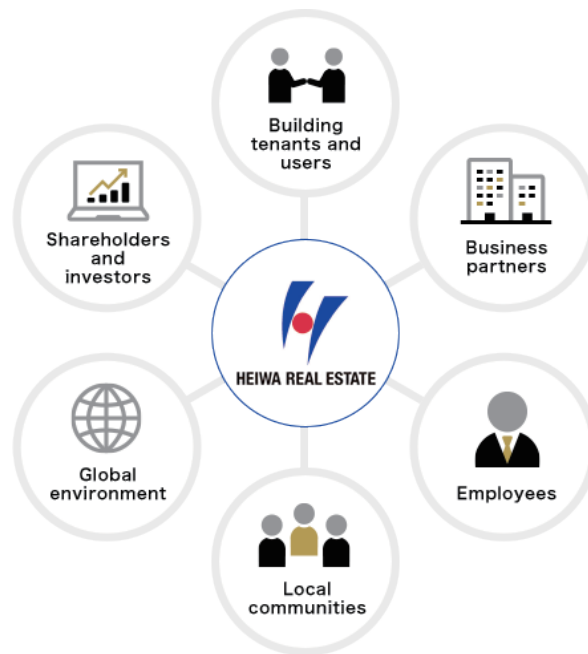 Building
tenants and
users
Shareholders
and
investors
Business
partners
HEIWA REAL ESTATE
Global
environment
Employees
Local
communities